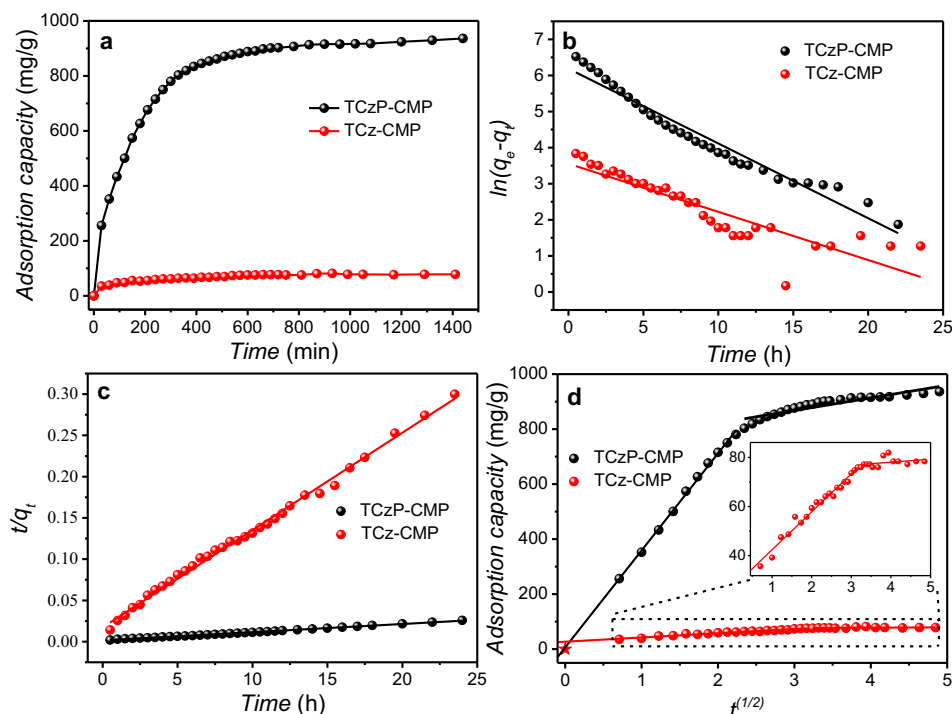 a
Adsorption capacity (mg/g)
1000
800
600
400
200
0
TCzP-CMP
TCz-CMP
0 200 400 600 800 1000 1200 1400
Time (min)
b
ln(qe-qt)
7
6
5
4
3
2
1
0
TCzP-CMP
TCz-CMP
0 5 10 15 20 25
Time (h)
c
t/qt
0.30
0.25
0.20
0.15
0.10
0.05
0.00
TCzP-CMP
TCz-CMP
0 5 10 15 20 25
Time (h)
d
Adsorption capacity (mg/g)
1000
800
600
400
200
0
TCzP-CMP
TCz-CMP
80
60
40
1 2 3 4 5
0 1 2 3 4 5
t(1/2)